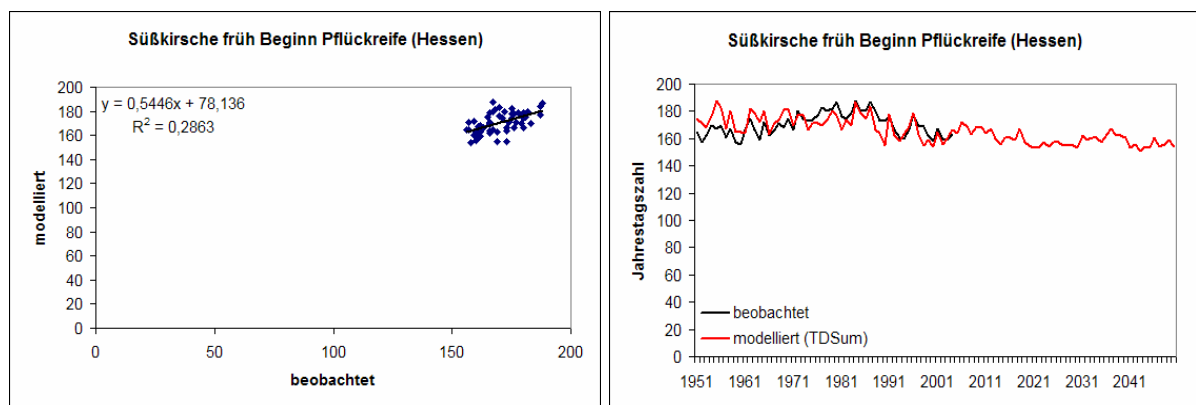 Süßkirsche früh Beginn Pflückreife (Hessen)
y = 0,5446x + 78,136
R² = 0,2863
200
180
160
140
120
100
80
60
40
20
0
modelliert
0 50 100 150 200
beobachtet
Süßkirsche früh Beginn Pflückreife (Hessen)
200
180
160
140
120
100
80
60
40
20
0
Jahrestagszahl
beobachtet
modelliert (TDSum)
1951 1961 1971 1981 1991 2001 2011 2021 2031 2041